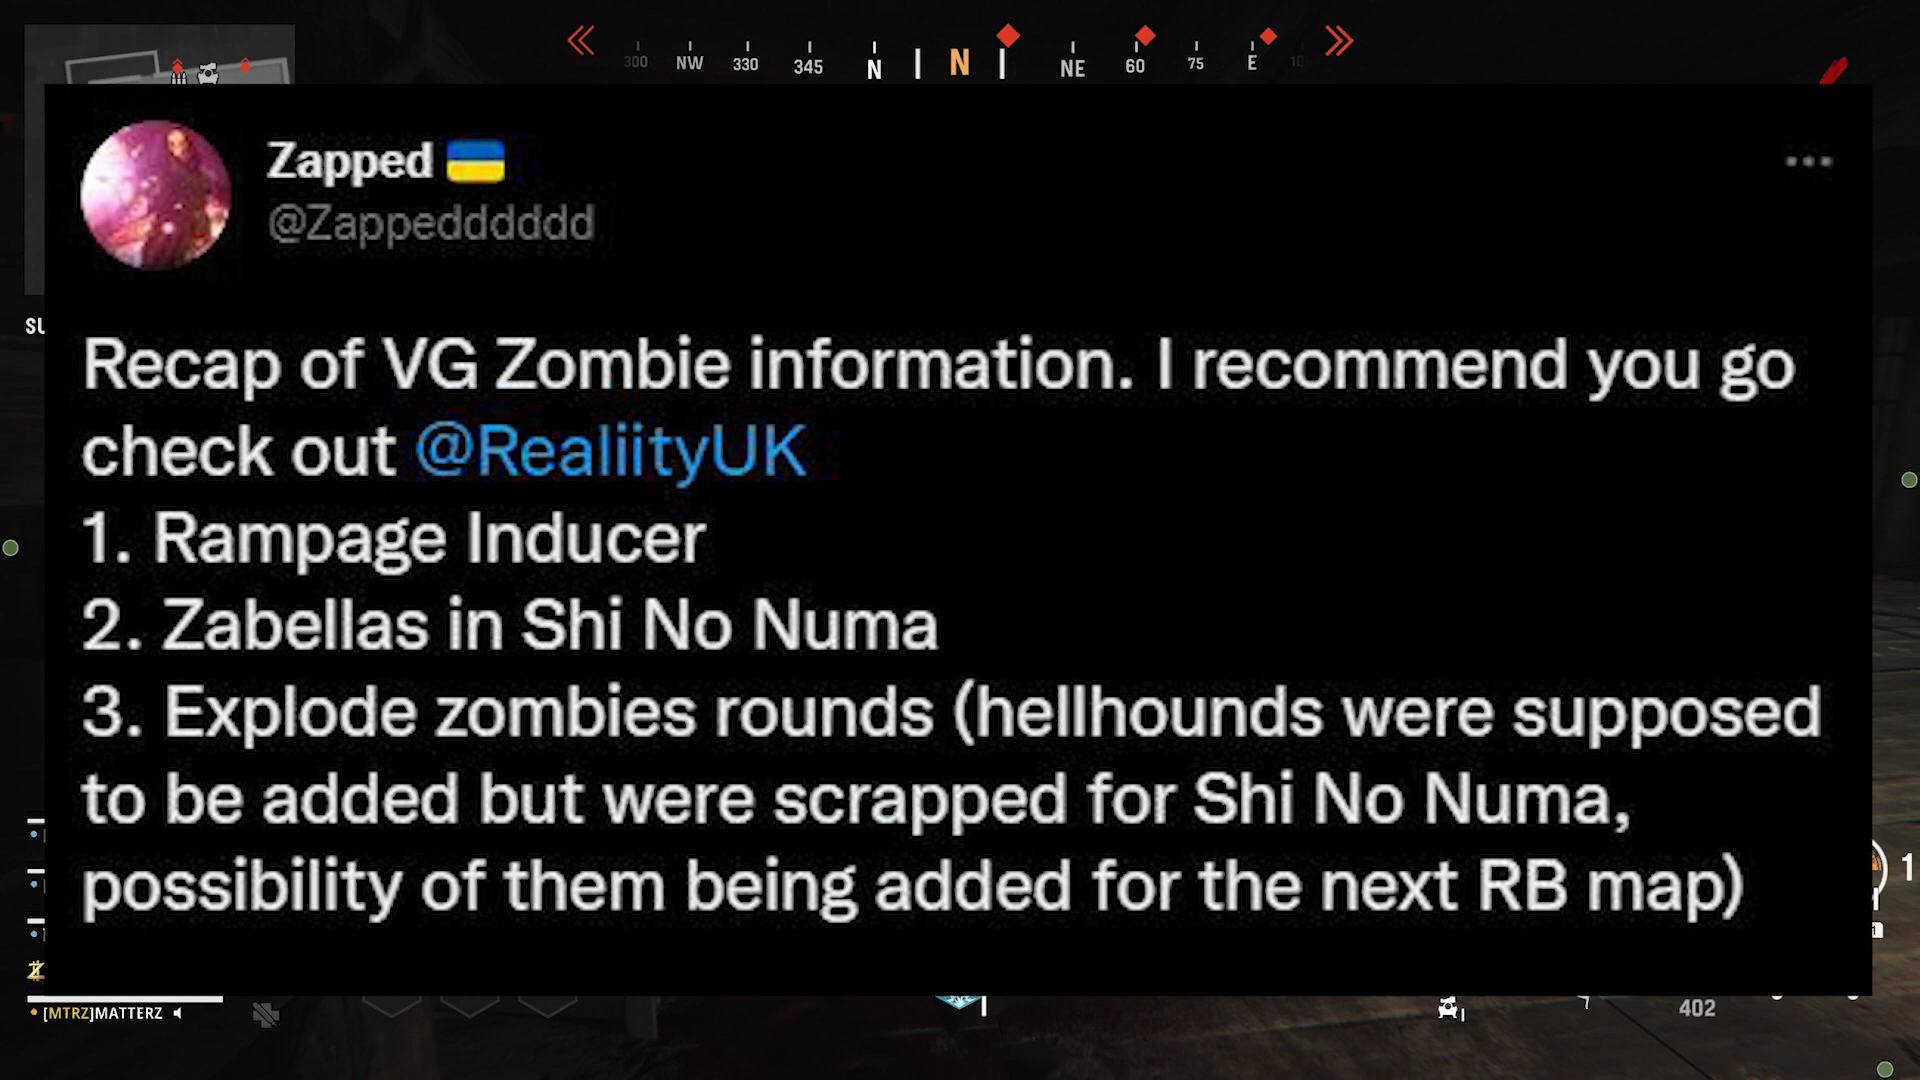 300 NW 330 345 N N NE 60 75 E
Zapped
@Zappedddddd
SU
Recap of VG Zombie information. I recommend you go
check out @RealiityUK
1. Rampage Inducer
2. Zabellas in Shi No Numa
3. Explode zombies rounds (hellhounds were supposed
to be added but were scrapped for Shi No Numa,
possibility of them being added for the next RB map)
1
[MTRZ]MATTERZ
402